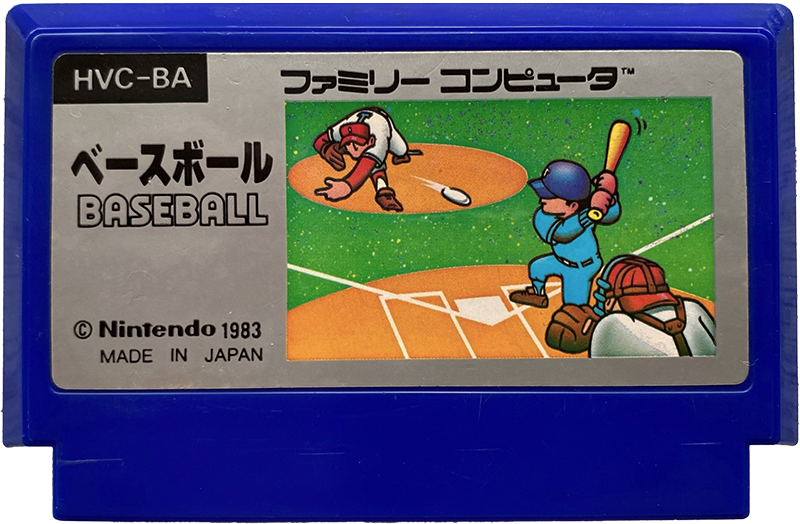 HVC-BA
ファミリー コンピュータ™
ベースボール
BASEBALL
© Nintendo 1983
MADE IN JAPAN